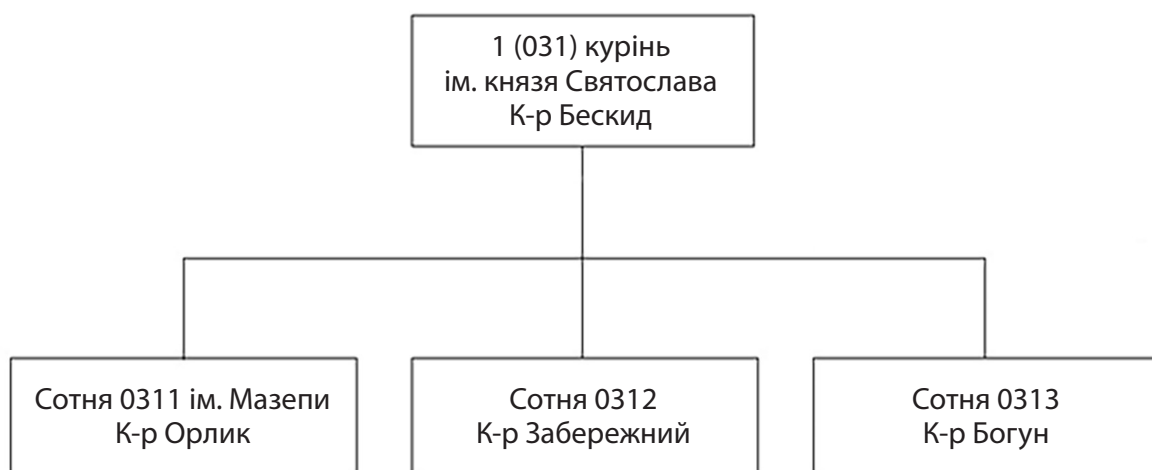 1 (031) курінь
ім. князя Святослава
К-р Бескид
Сотня 0311 ім. Мазепи
К-р Орлик
Сотня 0312
К-р Забережний
Сотня 0313
К-р Богун